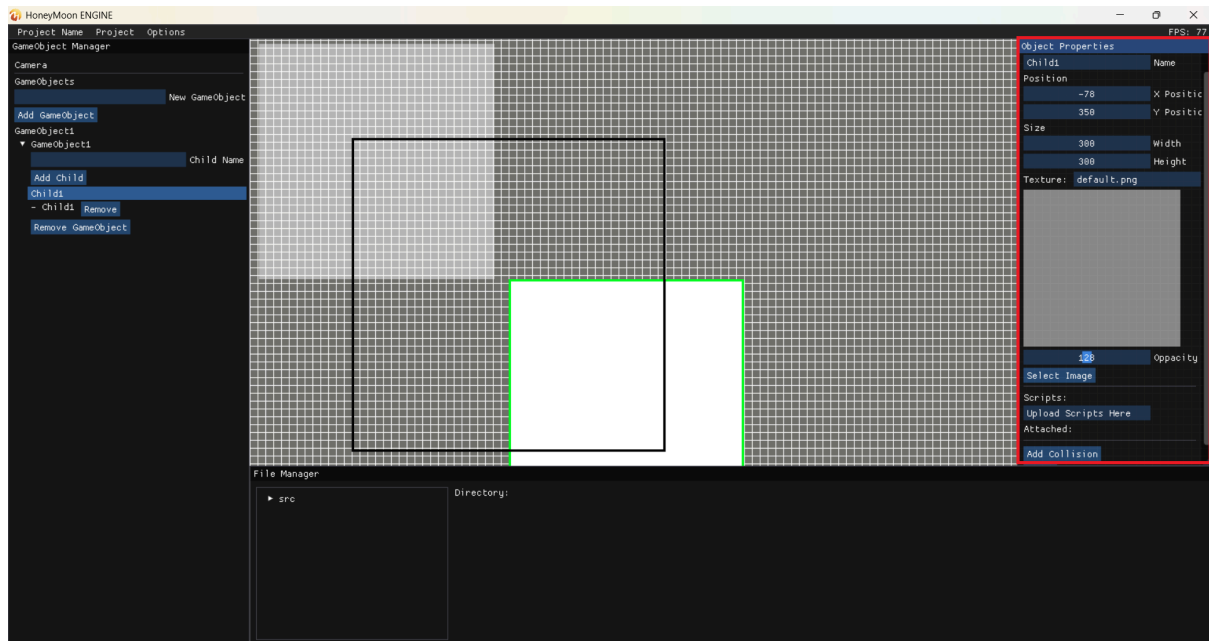 HoneyMoon ENGINE
Project Name Project Options
FPS: 77
GameObject Manager
Camera
GameObjects
New GameObject
Add GameObject
GameObject1
GameObject1
Child Name
Add Child
Child1
- Child1 Remove
Remove GameObject
File Manager
src
Directory:
Object Properties
Child1 Name
Position
-78 X Positic
350 Y Positic
Size
300 Width
300 Height
Texture: default.png
128 Oppacity
Select Image
Scripts:
Upload Scripts Here
Attached:
Add Collision